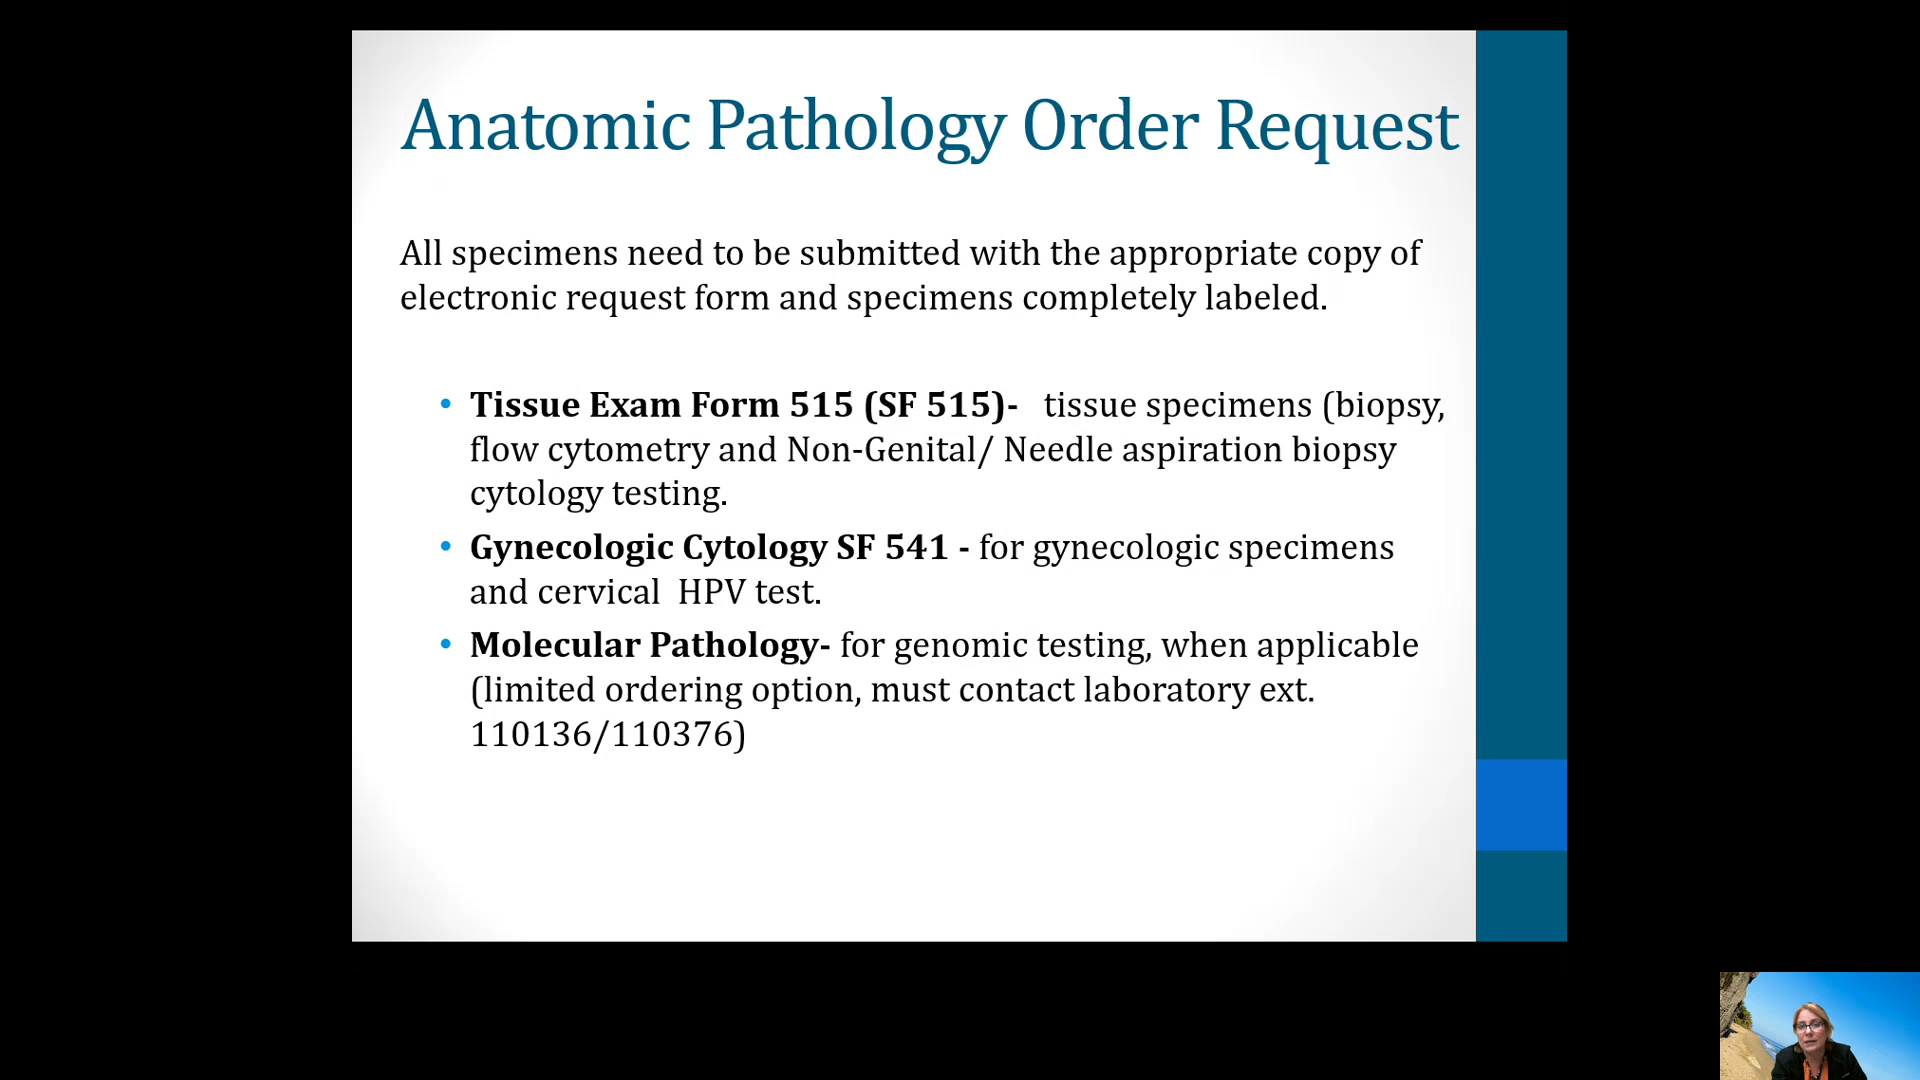 Anatomic Pathology Order Request
All specimens need to be submitted with the appropriate copy of
electronic request form and specimens completely labeled.
• Tissue Exam Form 515 (SF 515)- tissue specimens (biopsy,
flow cytometry and Non-Genital/ Needle aspiration biopsy
cytology testing.
• Gynecologic Cytology SF 541 - for gynecologic specimens
and cervical HPV test.
• Molecular Pathology- for genomic testing, when applicable
(limited ordering option, must contact laboratory ext.
110136/110376)